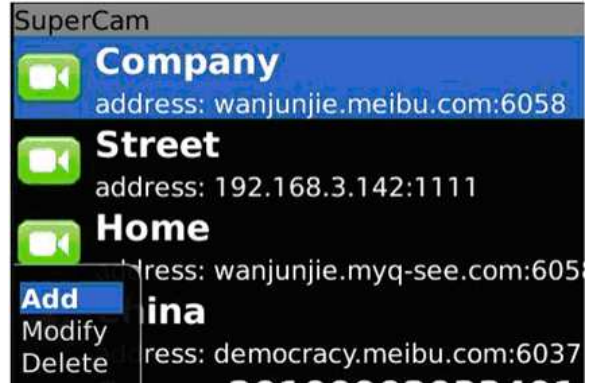 SuperCam
Company
address: wanjunjie.meibu.com:6058
Street
address: 192.168.3.142:1111
Home
ress: wanjunjie.myq-see.com:605
Add
ina
Modify
ress: democracy.meibu.com:6037
Delete